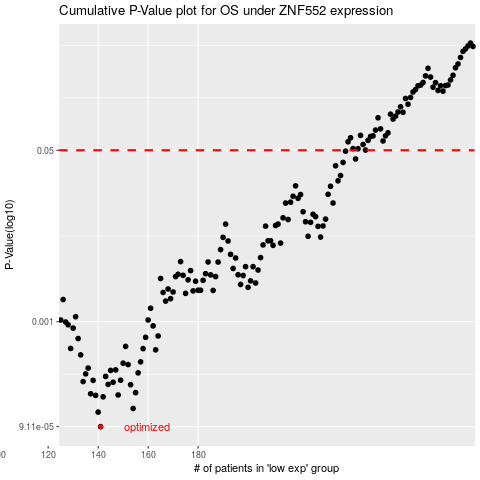 Cumulative P-Value plot for OS under ZNF552 expression
P-Value(log10)
0.05
0.001
9.11e-05
optimized
00 120 140 160 180
# of patients in 'low exp' group